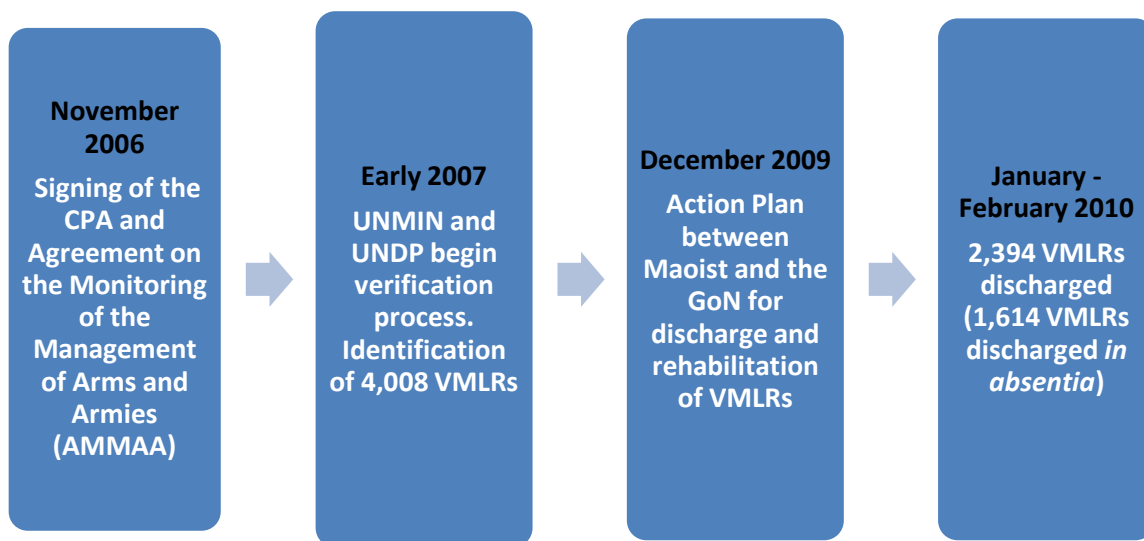 November
2006
Signing of the
CPA and
Agreement on
the Monitoring
of the
Management
of Arms and
Armies
(AMMAA)
Early 2007
UNMIN and
UNDP begin
verification
process.
Identification
of 4,008 VMLRs
December 2009
Action Plan
between
Maoist and the
GoN for
discharge and
rehabilitation
of VMLRs
January -
February 2010
2,394 VMLRs
discharged
(1,614 VMLRs
discharged in
absentia)